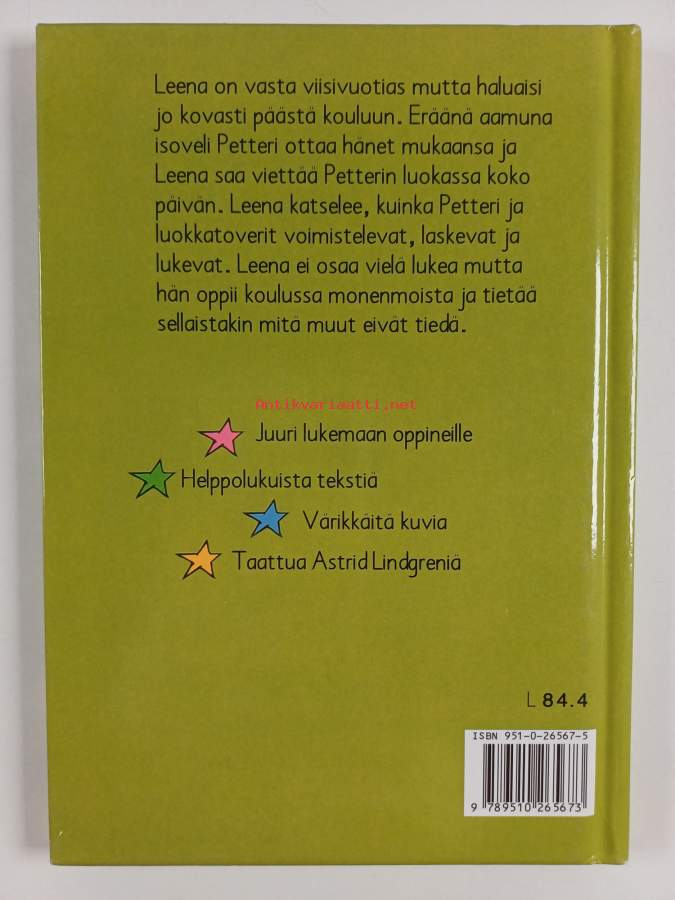 Leena on vasta viisivuotias mutta haluaisi
jo kovasti päästä kouluun. Eräänä aamuna
isoveli Petteri ottaa hänet mukaansa ja
Leena saa viettää Petterin luokassa koko
päivän. Leena katselee, kuinka Petteri ja
luokkatoverit voimistelevat, laskevat ja
lukevat. Leena ei osaa vielä lukea mutta
hän oppii koulussa monenmoista ja tietää
sellaistakin mitä muut eivät tiedä.
Antikvariaatti.net
Juuri lukemaan oppineille
Helppolukuista tekstiä
Värikkäitä kuvia
Taattua Astrid Lindgreniä
L 84.4
ISBN 951-0-26567-5
9 789510 265673